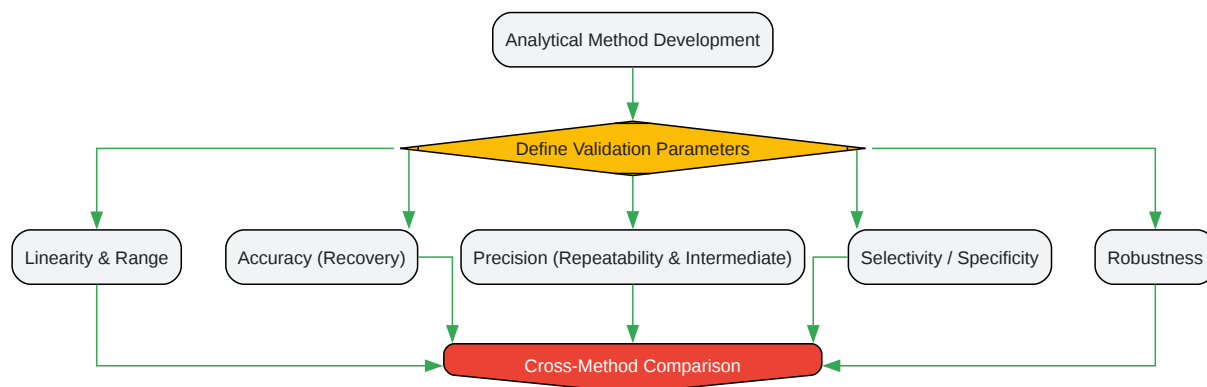 Analytical Method Development
Define Validation Parameters
Linearity & Range
Accuracy (Recovery)
Precision (Repeatability & Intermediate)
Selectivity / Specificity
Robustness
Cross-Method Comparison